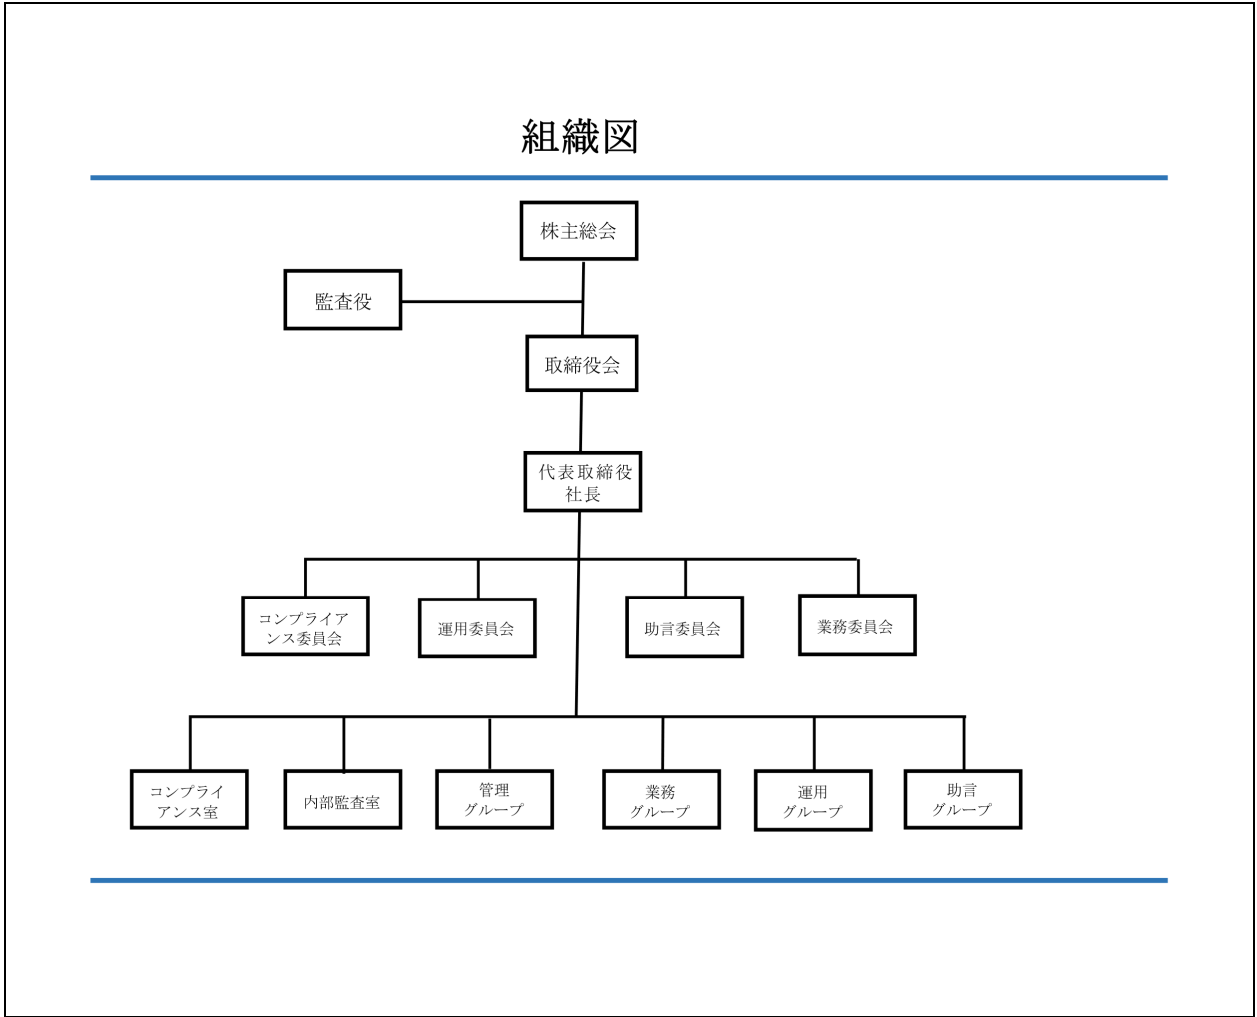 組織図
株主総会
監査役
取締役会
代表取締役
社長
コンプライア
ンス委員会
運用委員会
助言委員会
業務委員会
コンプライ
アンス室
内部監査室
管理
グループ
業務
グループ
運用
グループ
助言
グループ